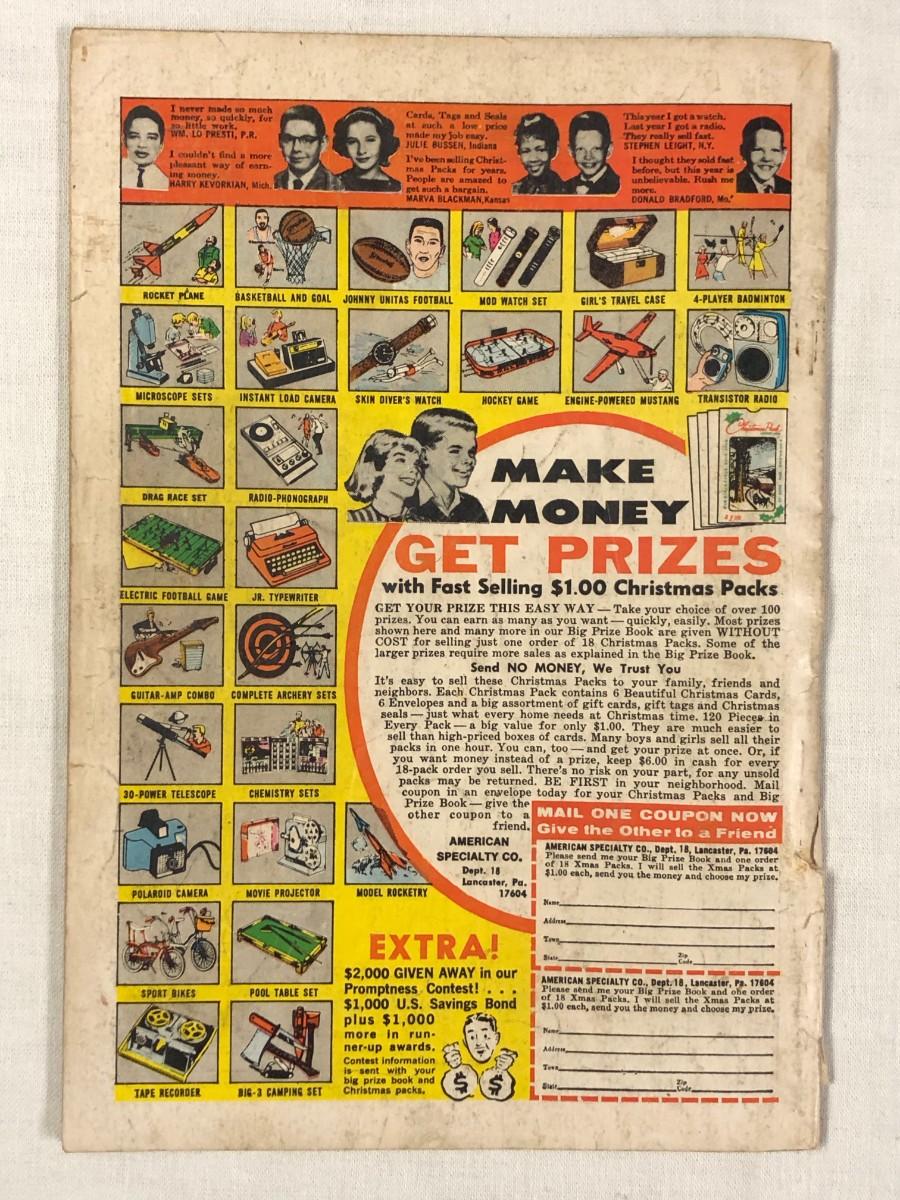 I never made so much
money, so quickly, for
so little work.
WM. LO PRESTI, P.R.
I couldn't find a more
pleasant way of earn-
ing money.
HARRY KEVORKIAN, Mich.
Cards, Tags and Seals
at such a low price
made my job easy.
JULIE BUSSEN, Indiana
I've been selling Christ-
mas Packs for years.
People are amazed to
get such a bargain.
MARVA BLACKMAN, Kansas
This year I got a watch.
Last year I got a radio.
They really sell fast.
STEPHEN LEIGHT, N.Y.
I thought they sold fast
before, but this year is
unbelievable. Rush me
more.
DONALD BRADFORD, Mo.
ROCKET PLANE
BASKETBALL AND GOAL
JOHNNY UNITAS FOOTBALL
MOD WATCH SET
GIRL'S TRAVEL CASE
4-PLAYER BADMINTON
MICROSCOPE SETS
INSTANT LOAD CAMERA
SKIN DIVER'S WATCH
HOCKEY GAME
ENGINE-POWERED MUSTANG
TRANSISTOR RADIO
DRAG RACE SET
RADIO-PHONOGRAPH
ELECTRIC FOOTBALL GAME
JR. TYPEWRITER
GUITAR-AMP COMBO
COMPLETE ARCHERY SETS
30-POWER TELESCOPE
CHEMISTRY SETS
POLAROID CAMERA
MOVIE PROJECTOR
MODEL ROCKETRY
SPORT BIKES
POOL TABLE SET
TAPE RECORDER
BIG-3 CAMPING SET
MAKE
MONEY
GET PRIZES
with Fast Selling $1.00 Christmas Packs
GET YOUR PRIZE THIS EASY WAY — Take your choice of over 100
prizes. You can earn as many as you want — quickly, easily. Most prizes
shown here and many more in our Big Prize Book are given WITHOUT
COST for selling just one order of 18 Christmas Packs. Some of the
larger prizes require more sales as explained in the Big Prize Book.
Send NO MONEY, We Trust You
It's easy to sell these Christmas Packs to your family, friends and
neighbors. Each Christmas Pack contains 6 Beautiful Christmas Cards,
6 Envelopes and a big assortment of gift cards, gift tags and Christmas
seals — just what every home needs at Christmas time. 120 Pieces in
Every Pack — a big value for only $1.00. They are much easier to
sell than high-priced boxes of cards. Many boys and girls sell all their
packs in one hour. You can, too — and get your prize at once. Or, if
you want money instead of a prize, keep $6.00 in cash for every
18-pack order you sell. There's no risk on your part, for any unsold
packs may be returned. BE FIRST in your neighborhood. Mail
coupon in an envelope today for your Christmas Packs and Big
Prize Book — give the
other coupon to a
friend.
AMERICAN
SPECIALTY CO.
Dept. 18
Lancaster, Pa.
17604
EXTRA!
$2,000 GIVEN AWAY in our
Promptness Contest! . . .
$1,000 U.S. Savings Bond
plus $1,000
more in run-
ner-up awards.
Contest information
is sent with your
big prize book and
Christmas packs.
$ $
MAIL ONE COUPON NOW
Give the Other to a Friend
AMERICAN SPECIALTY CO., Dept. 18, Lancaster, Pa. 17604
Please send me your Big Prize Book and one order
of 18 Xmas Packs. I will sell the Xmas Packs at
$1.00 each, send you the money and choose my prize.
Name
Address
Town
State Zip Code
AMERICAN SPECIALTY CO., Dept. 18, Lancaster, Pa. 17604
Please send me your Big Prize Book and one order
of 18 Xmas Packs. I will sell the Xmas Packs at
$1.00 each, send you the money and choose my prize.
Name
Address
Town
State Zip Code